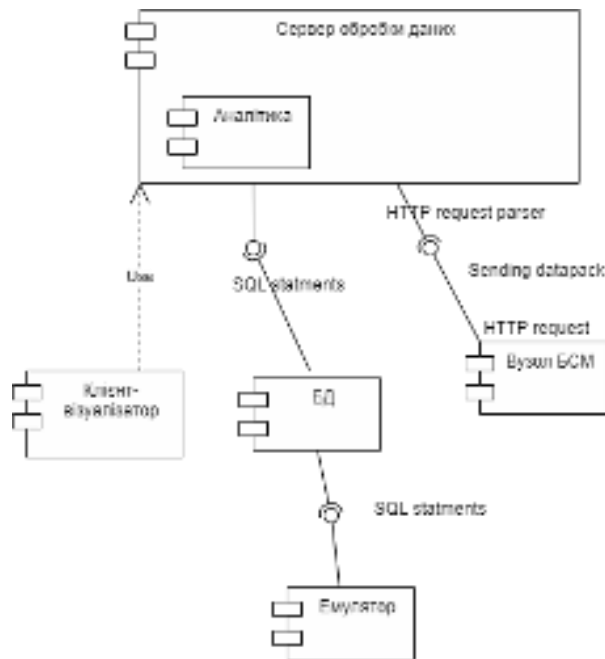 Сервер обробки даних
Аналітика
HTTP request parser
Use
SQL statments
Sending datapack
HTTP request
Вузол БСМ
Клієнт-
візуалізатор
БД
SQL statments
Емулятор